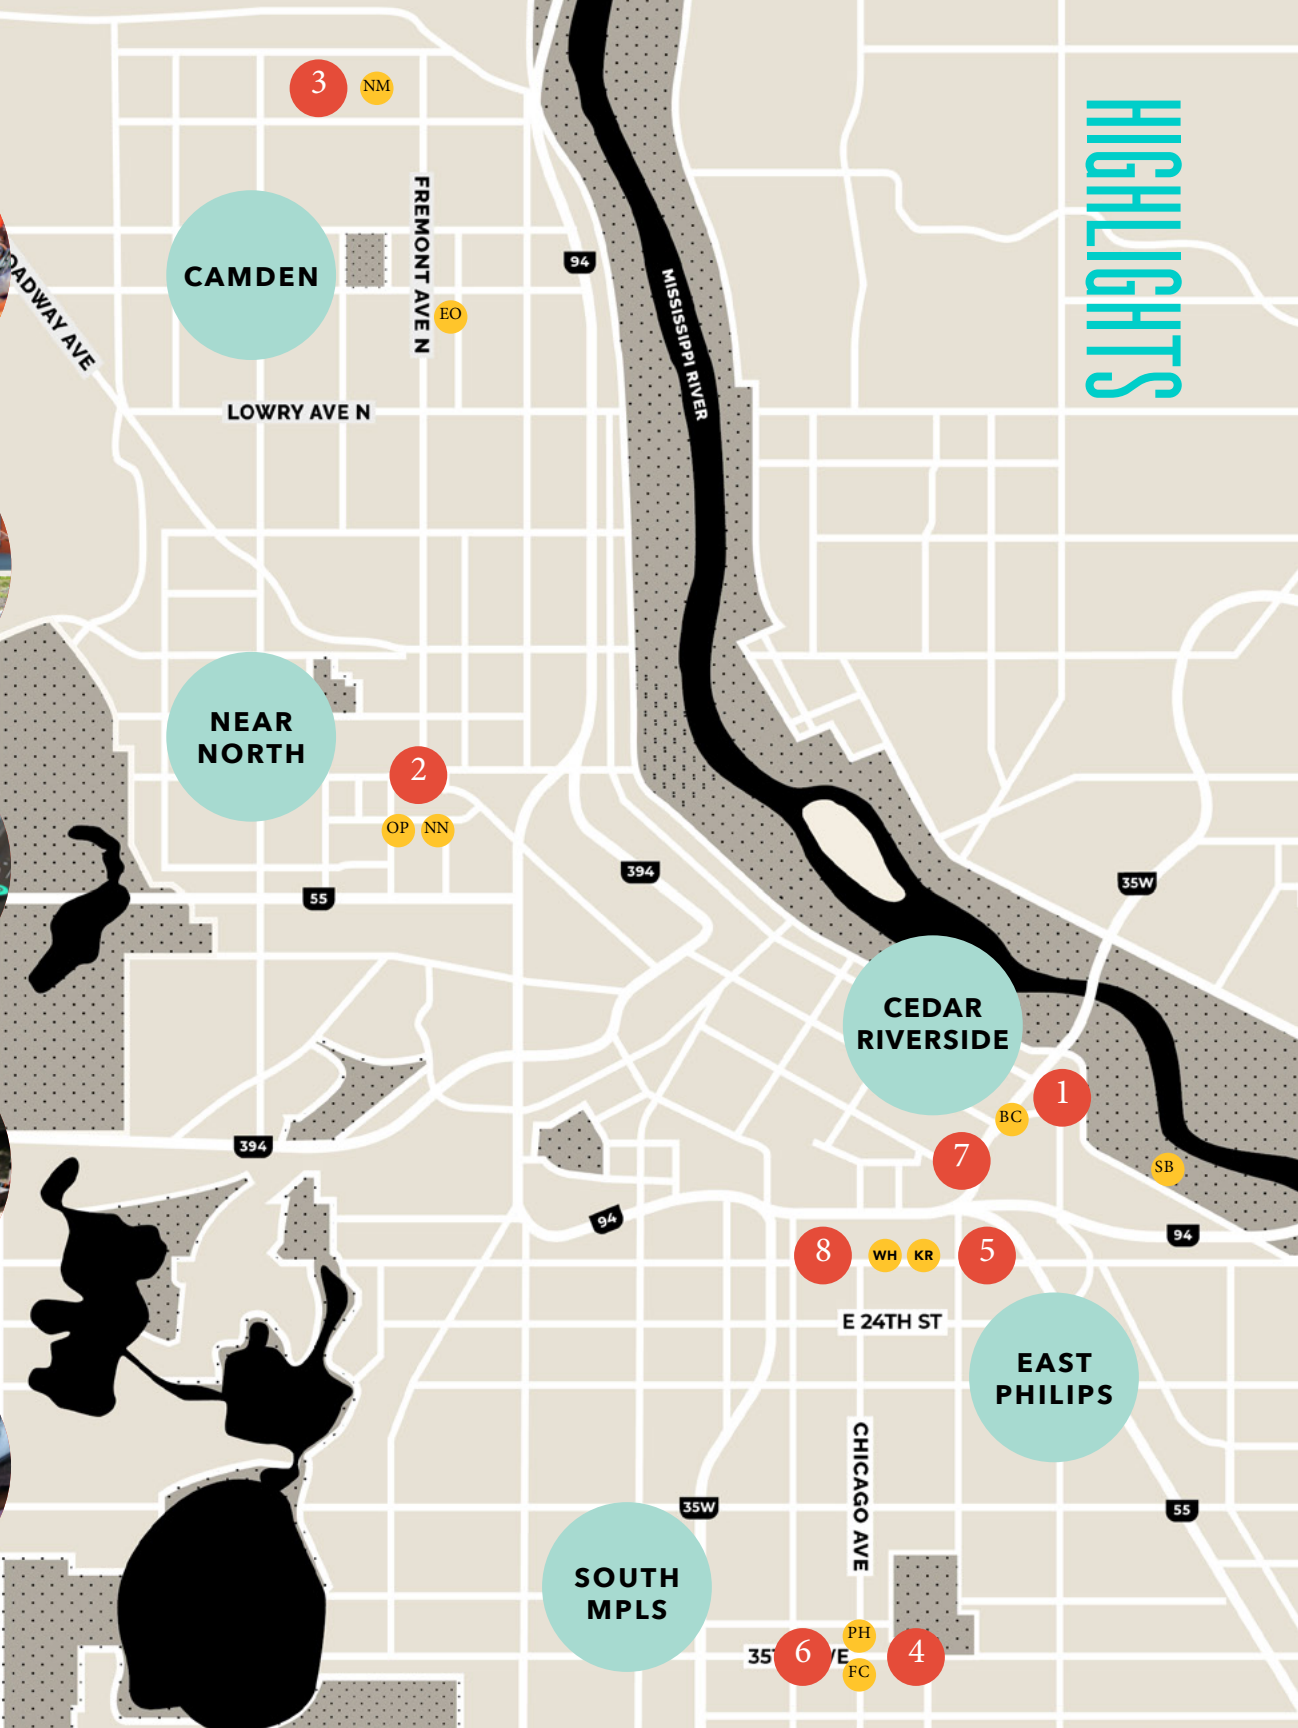 HIGHLIGHTS
3
NM
FREMONT AVE N
CAMDEN
94
MISSISSIPPI RIVER
EO
ADWAY AVE
LOWRY AVE N
NEAR
NORTH
2
OP
NN
394
35W
55
CEDAR
RIVERSIDE
1
BC
7
394
SB
94
94
8
WH
KR
5
E 24TH ST
EAST
PHILIPS
CHICAGO AVE
35W
55
SOUTH
MPLS
PH
35
6
VE
4
FC